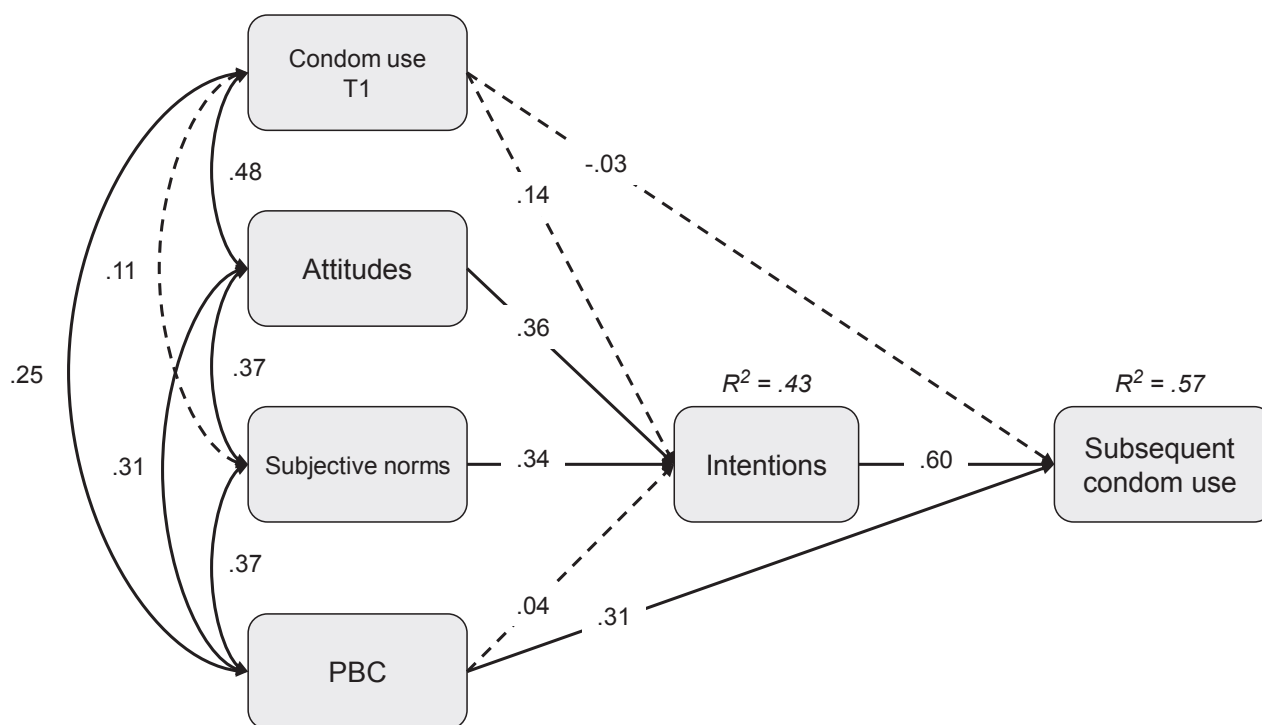 Condom use
T1
-.03
.48
.14
Attitudes
.11
.36
.37
.25
R² = .43
R² = .57
.31
Subjective norms
.34
Intentions
.60
Subsequent
condom use
.37
.04
.31
PBC